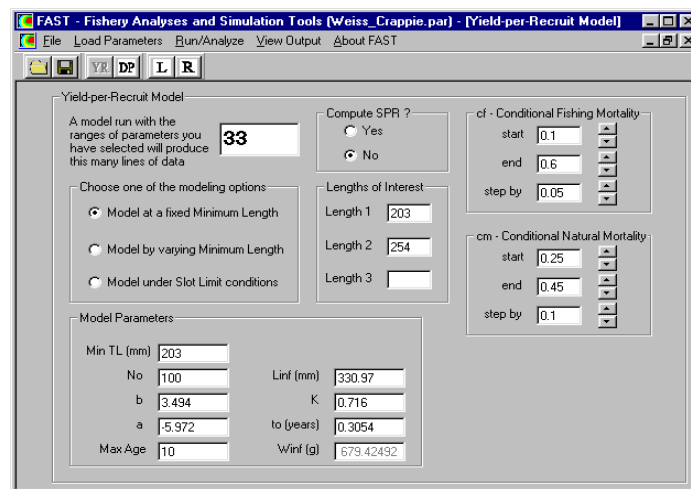 FAST - Fishery Analyses and Simulation Tools (Weiss_Crappie.par) - [Yield-per-Recruit Model]
File Load Parameters Run/Analyze View Output About FAST
YR DP L R
Yield-per-Recruit Model
A model run with the
ranges of parameters you
have selected will produce
this many lines of data
33
Compute SPR ?
Yes
No
cf - Conditional Fishing Mortality
start 0.1
end 0.6
step by 0.05
Choose one of the modeling options
Model at a fixed Minimum Length
Model by varying Minimum Length
Model under Slot Limit conditions
Lengths of Interest
Length 1 203
Length 2 254
Length 3
cm - Conditional Natural Mortality
start 0.25
end 0.45
step by 0.1
Model Parameters
Min TL (mm) 203
No 100 Linf (mm) 330.97
b 3.494 K 0.716
a -5.972 to (years) 0.3054
Max Age 10 Winf (g) 679.42492